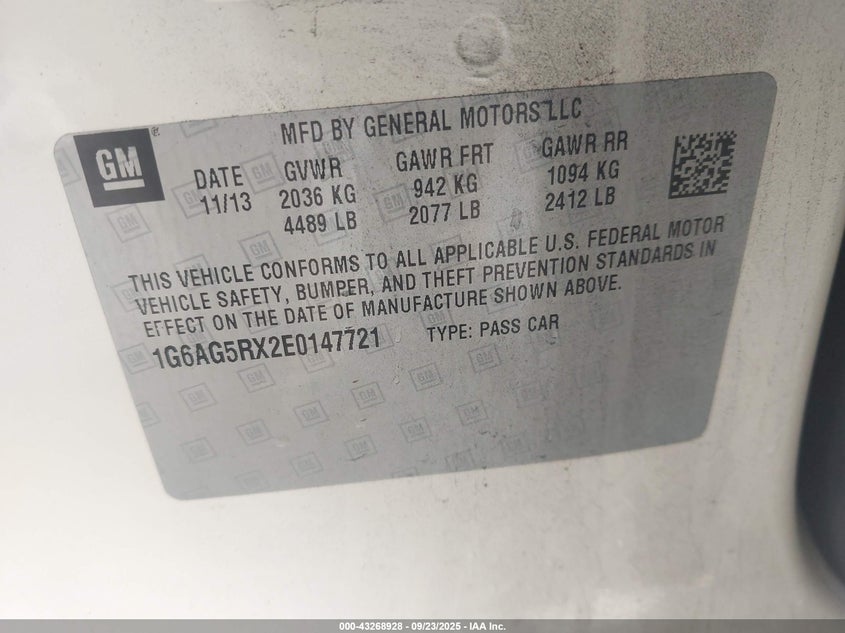 MFD BY GENERAL MOTORS LLC
GM
®
DATE GVWR GAWR FRT GAWR RR
11/13 2036 KG 942 KG 1094 KG
4489 LB 2077 LB 2412 LB
THIS VEHICLE CONFORMS TO ALL APPLICABLE U.S. FEDERAL MOTOR
VEHICLE SAFETY, BUMPER, AND THEFT PREVENTION STANDARDS IN
EFFECT ON THE DATE OF MANUFACTURE SHOWN ABOVE.
1G6AG5RX2E0147721 TYPE: PASS CAR
000-43268928 - 09/23/2025 - IAA Inc.